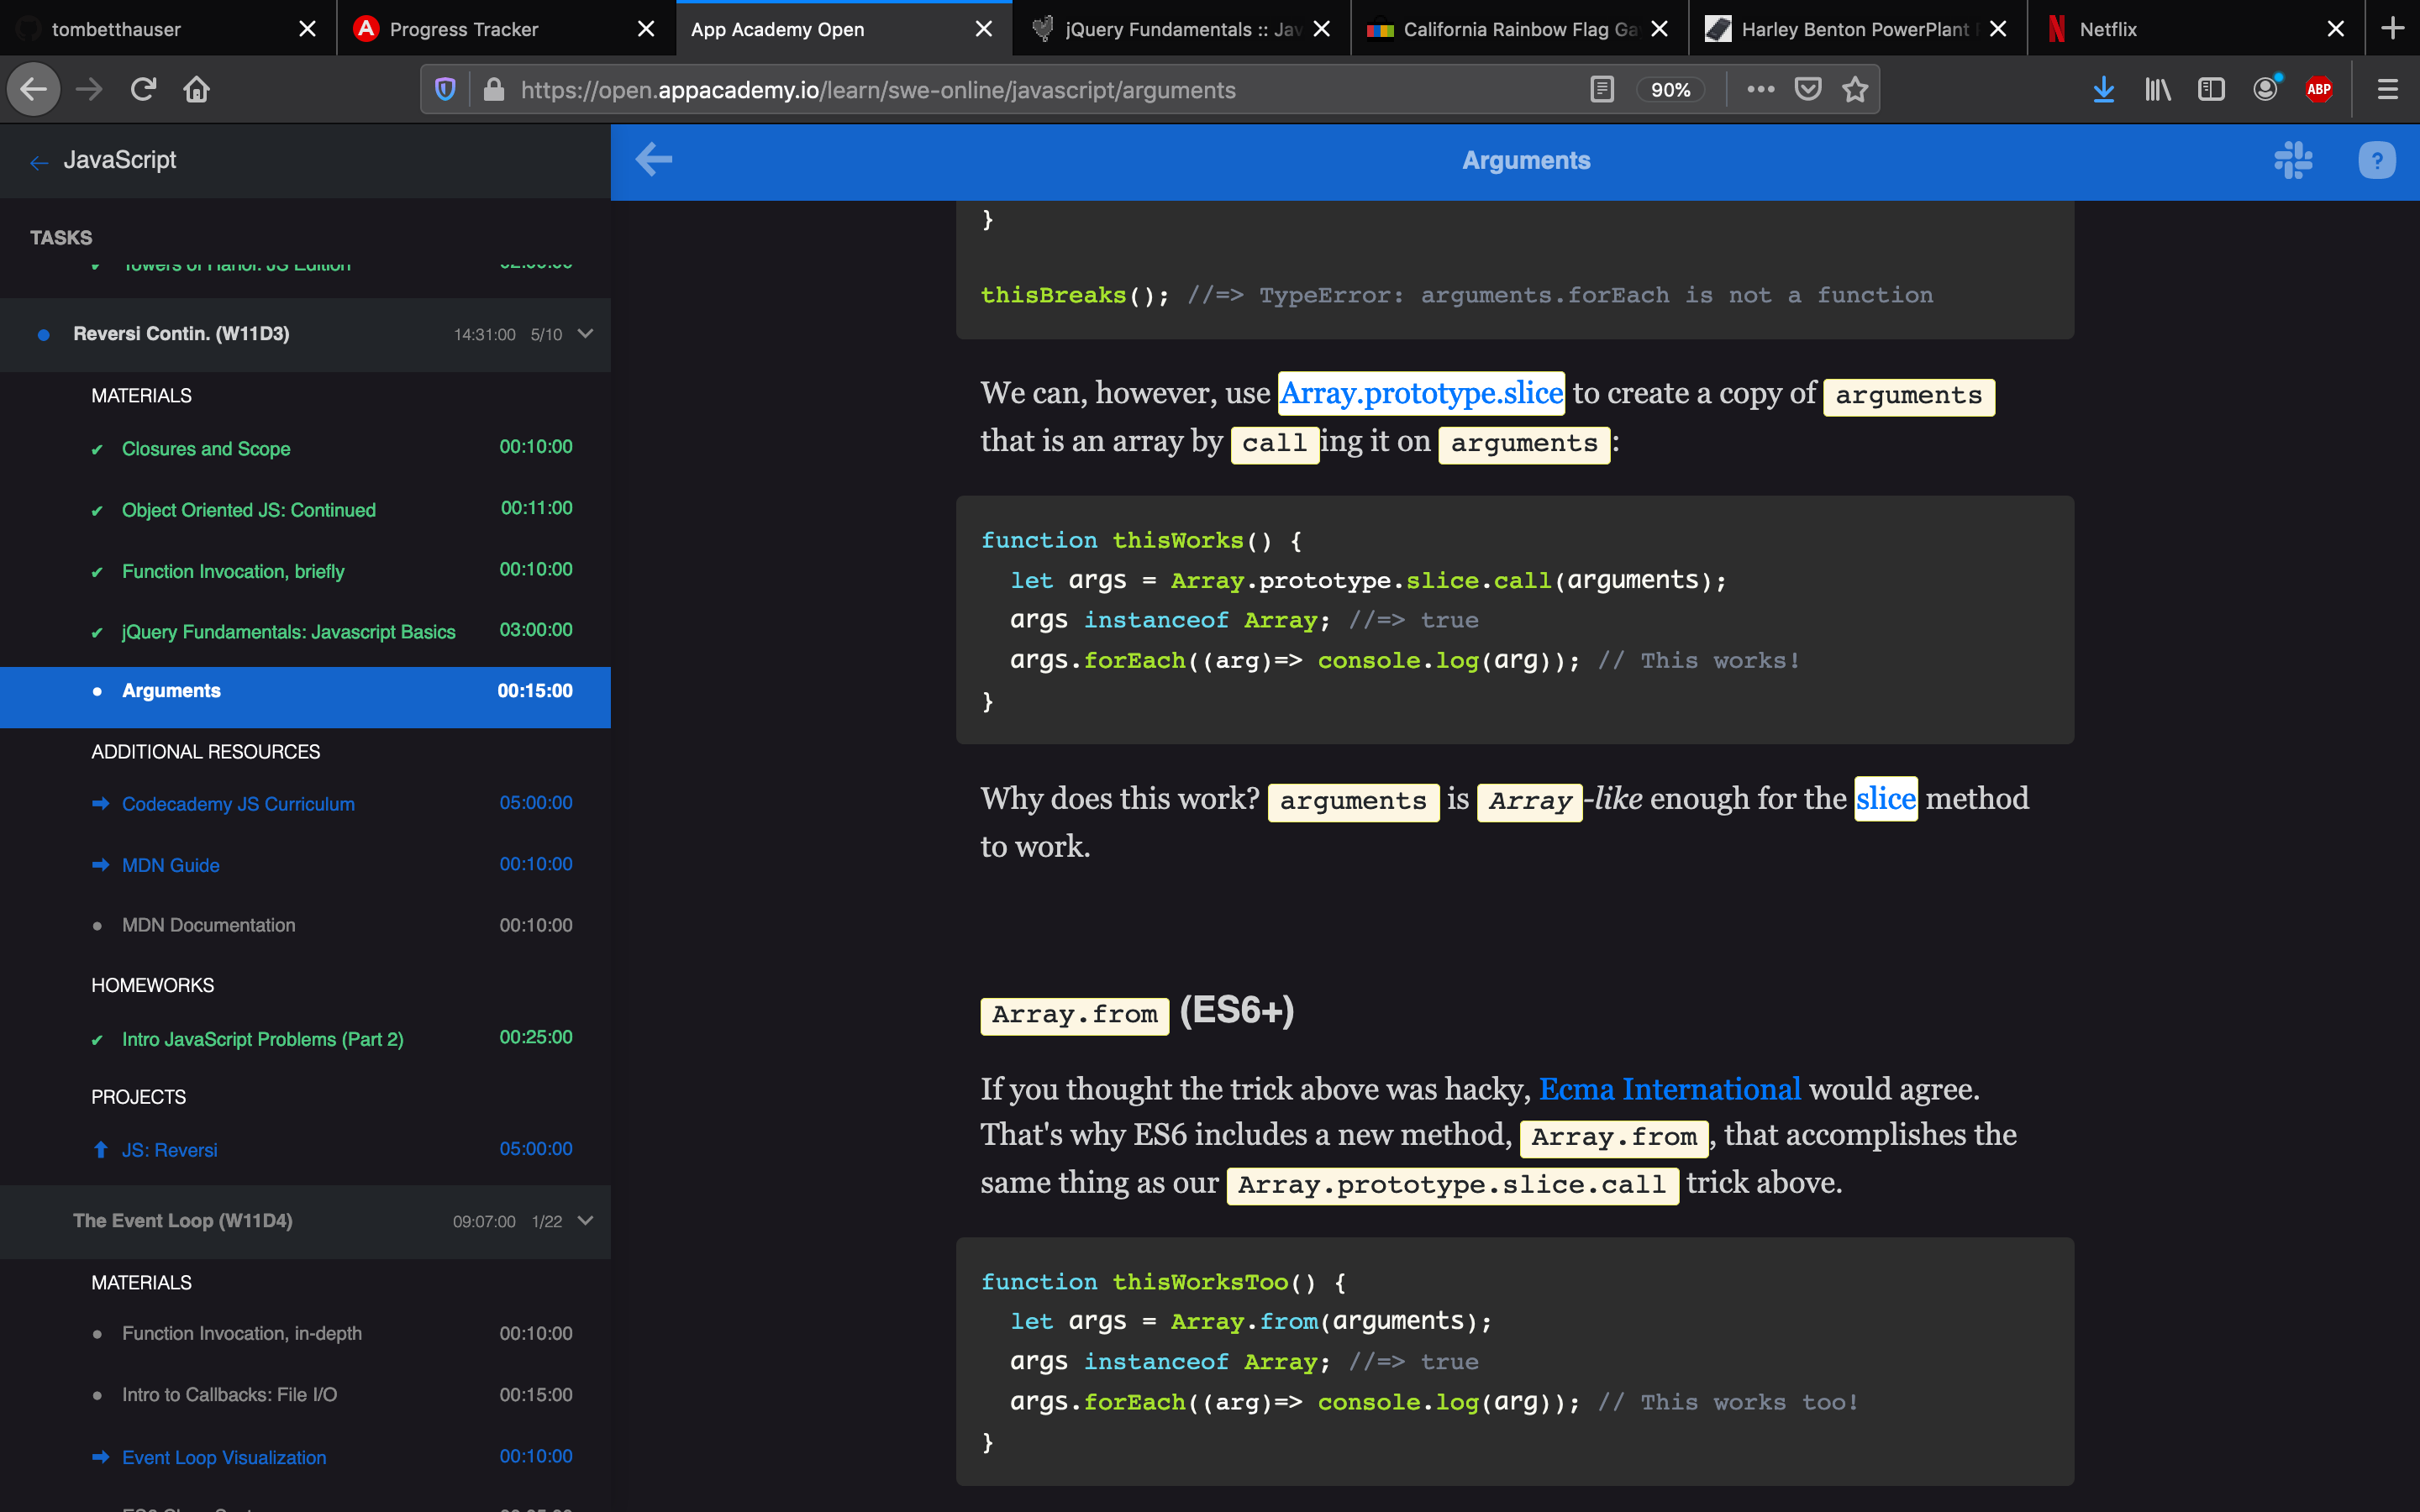 tombetthauser
Progress Tracker
App Academy Open
jQuery Fundamentals :: Jav
California Rainbow Flag Ga
Harley Benton PowerPlant
Netflix
https://open.appacademy.io/learn/swe-online/javascript/arguments
90%
ABP
JavaScript
Arguments
?
TASKS
Towers of Hanoi: JS Edition
Reversi Contin. (W11D3) 14:31:00 5/10
MATERIALS
Closures and Scope 00:10:00
Object Oriented JS: Continued 00:11:00
Function Invocation, briefly 00:10:00
jQuery Fundamentals: Javascript Basics 03:00:00
Arguments 00:15:00
ADDITIONAL RESOURCES
Codecademy JS Curriculum 05:00:00
MDN Guide 00:10:00
MDN Documentation 00:10:00
HOMEWORKS
Intro JavaScript Problems (Part 2) 00:25:00
PROJECTS
JS: Reversi 05:00:00
The Event Loop (W11D4) 09:07:00 1/22
MATERIALS
Function Invocation, in-depth 00:10:00
Intro to Callbacks: File I/O 00:15:00
Event Loop Visualization 00:10:00
}
thisBreaks(); //=> TypeError: arguments.forEach is not a function
We can, however, use Array.prototype.slice to create a copy of arguments
that is an array by calling it on arguments:
function thisWorks() {
let args = Array.prototype.slice.call(arguments);
args instanceof Array; //=> true
args.forEach((arg)=> console.log(arg)); // This works!
}
Why does this work? arguments is Array-like enough for the slice method
to work.
Array.from (ES6+)
If you thought the trick above was hacky, Ecma International would agree.
That's why ES6 includes a new method, Array.from, that accomplishes the
same thing as our Array.prototype.slice.call trick above.
function thisWorksToo() {
let args = Array.from(arguments);
args instanceof Array; //=> true
args.forEach((arg)=> console.log(arg)); // This works too!
}